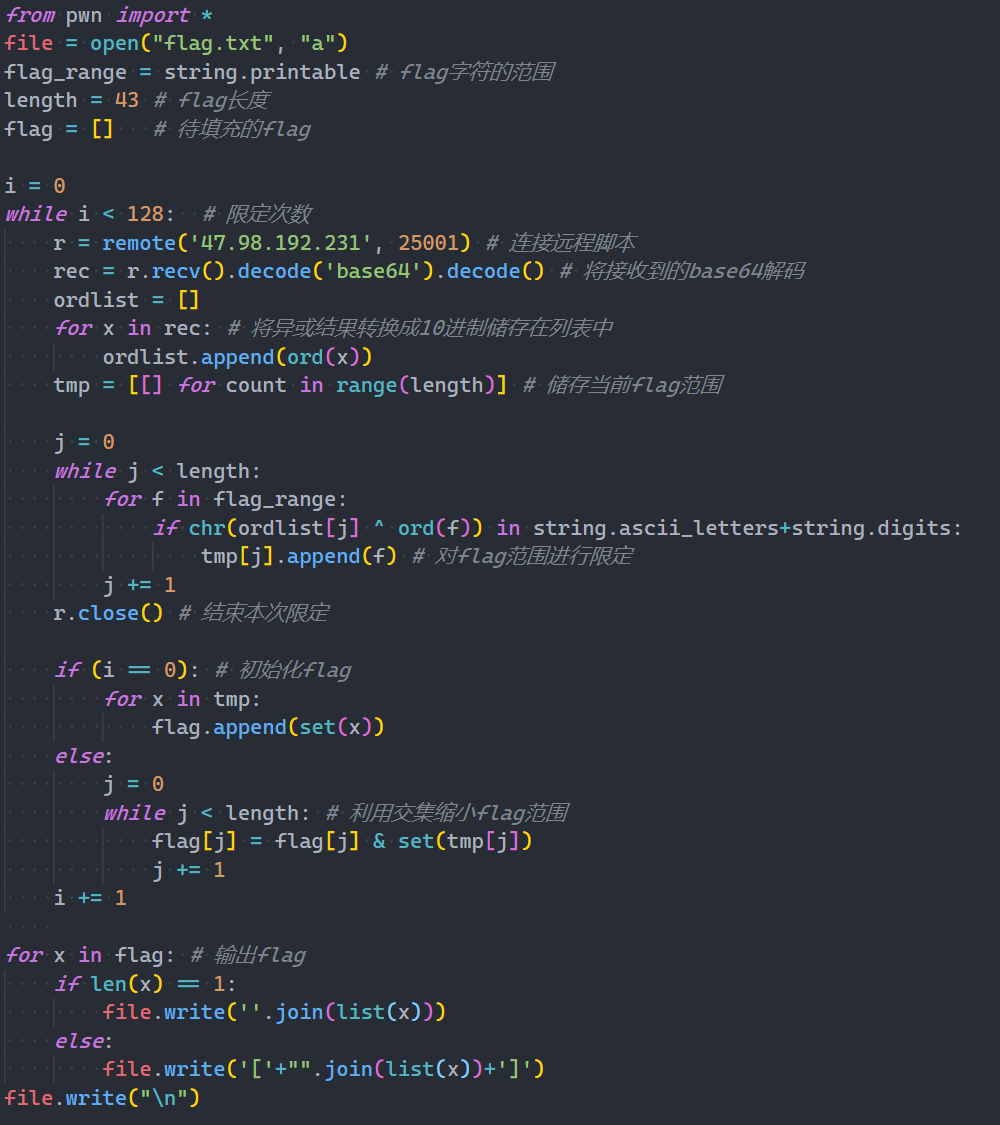 from pwn import *
file = open("flag.txt", "a")
flag_range = string.printable # flag字符的范围
length = 43 # flag长度
flag = []   # 待填充的flag

i = 0
while i < 128:  # 限定次数
    r = remote('47.98.192.231', 25001) # 连接远程脚本
    rec = r.recv().decode('base64').decode() # 将接收到的base64解码
    ordlist = []
    for x in rec: # 将异或结果转换成10进制储存在列表中
        ordlist.append(ord(x))
    tmp = [[] for count in range(length)] # 储存当前flag范围

    j = 0
    while j < length:
        for f in flag_range:
            if chr(ordlist[j] ^ ord(f)) in string.ascii_letters+string.digits:
                tmp[j].append(f) # 对flag范围进行限定
        j += 1
    r.close() # 结束本次限定

    if (i == 0): # 初始化flag
        for x in tmp:
            flag.append(set(x))
    else:
        j = 0
        while j < length: # 利用交集缩小flag范围
            flag[j] = flag[j] & set(tmp[j])
            j += 1
    i += 1

for x in flag: # 输出flag
    if len(x) == 1:
        file.write(''.join(list(x)))
    else:
        file.write('['+"".join(list(x))+']')
file.write("\n")